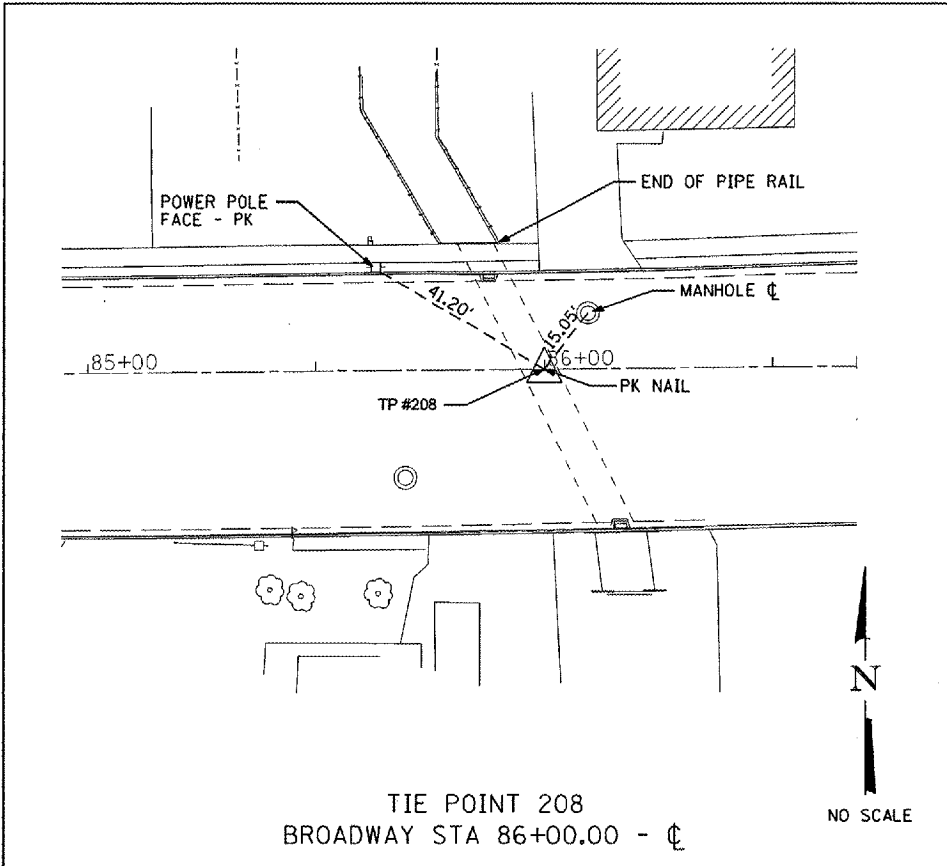 END OF PIPE RAIL
POWER POLE
FACE - PK
MANHOLE ℄
41.20'
15.05'
85+00
86+00
PK NAIL
TP #208
N
TIE POINT 208
BROADWAY STA 86+00.00 - ℄
NO SCALE